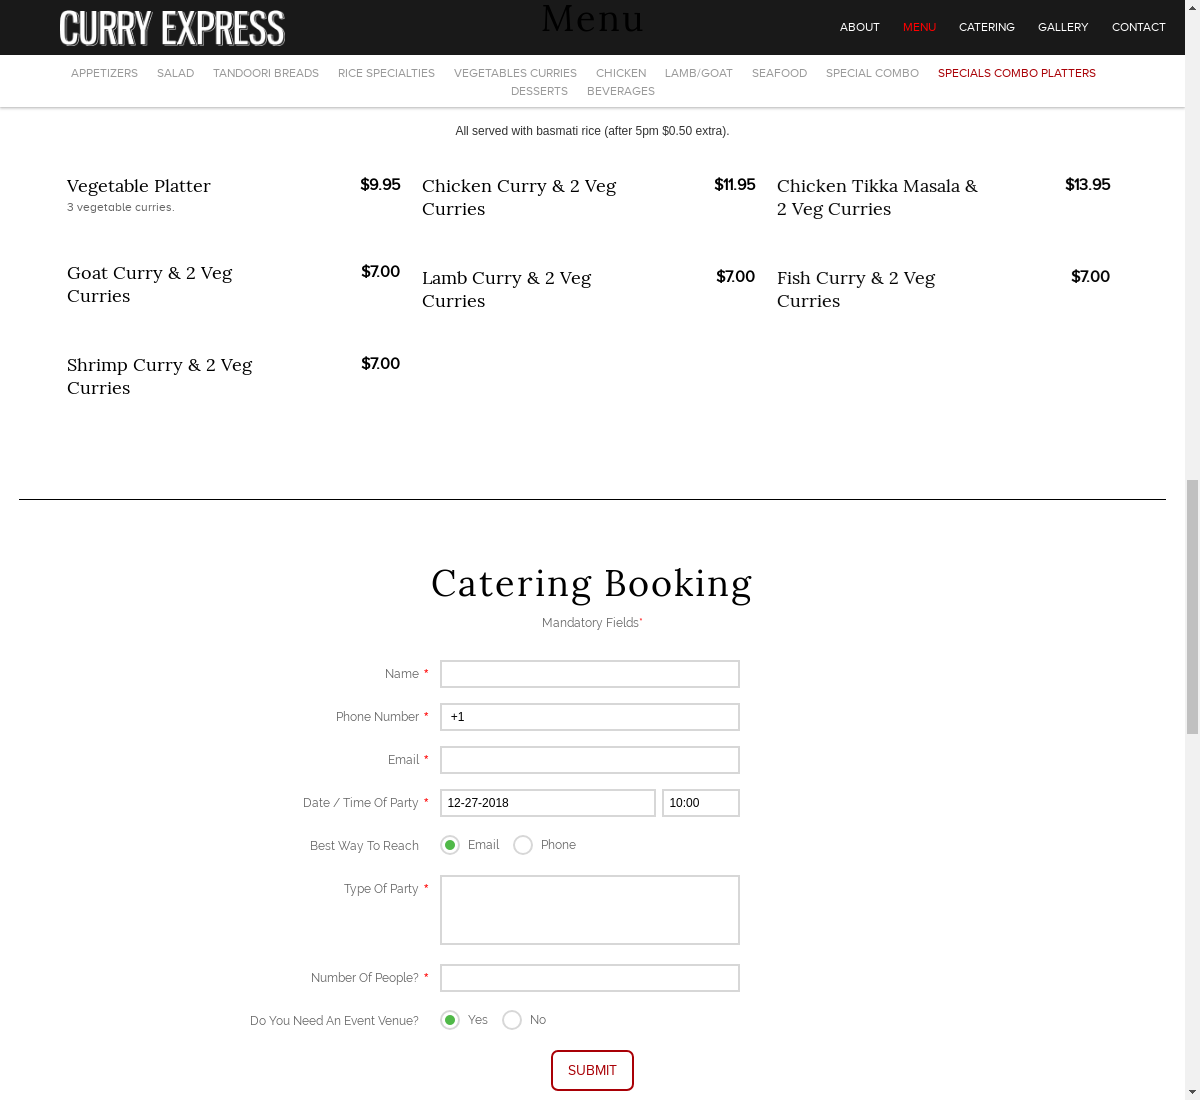 CURRY EXPRESS
Menu
ABOUT MENU CATERING GALLERY CONTACT
APPETIZERS SALAD TANDOORI BREADS RICE SPECIALTIES VEGETABLES CURRIES CHICKEN LAMB/GOAT SEAFOOD SPECIAL COMBO SPECIALS COMBO PLATTERS
DESSERTS BEVERAGES
All served with basmati rice (after 5pm $0.50 extra).
Vegetable Platter $9.95
3 vegetable curries.
Chicken Curry & 2 Veg $11.95
Curries
Chicken Tikka Masala & $13.95
2 Veg Curries
Goat Curry & 2 Veg $7.00
Curries
Lamb Curry & 2 Veg $7.00
Curries
Fish Curry & 2 Veg $7.00
Curries
Shrimp Curry & 2 Veg $7.00
Curries
Catering Booking
Mandatory Fields*
Name *
Phone Number * +1
Email *
Date / Time Of Party * 12-27-2018 10:00
Best Way To Reach Email Phone
Type Of Party *
Number Of People? *
Do You Need An Event Venue? Yes No
SUBMIT